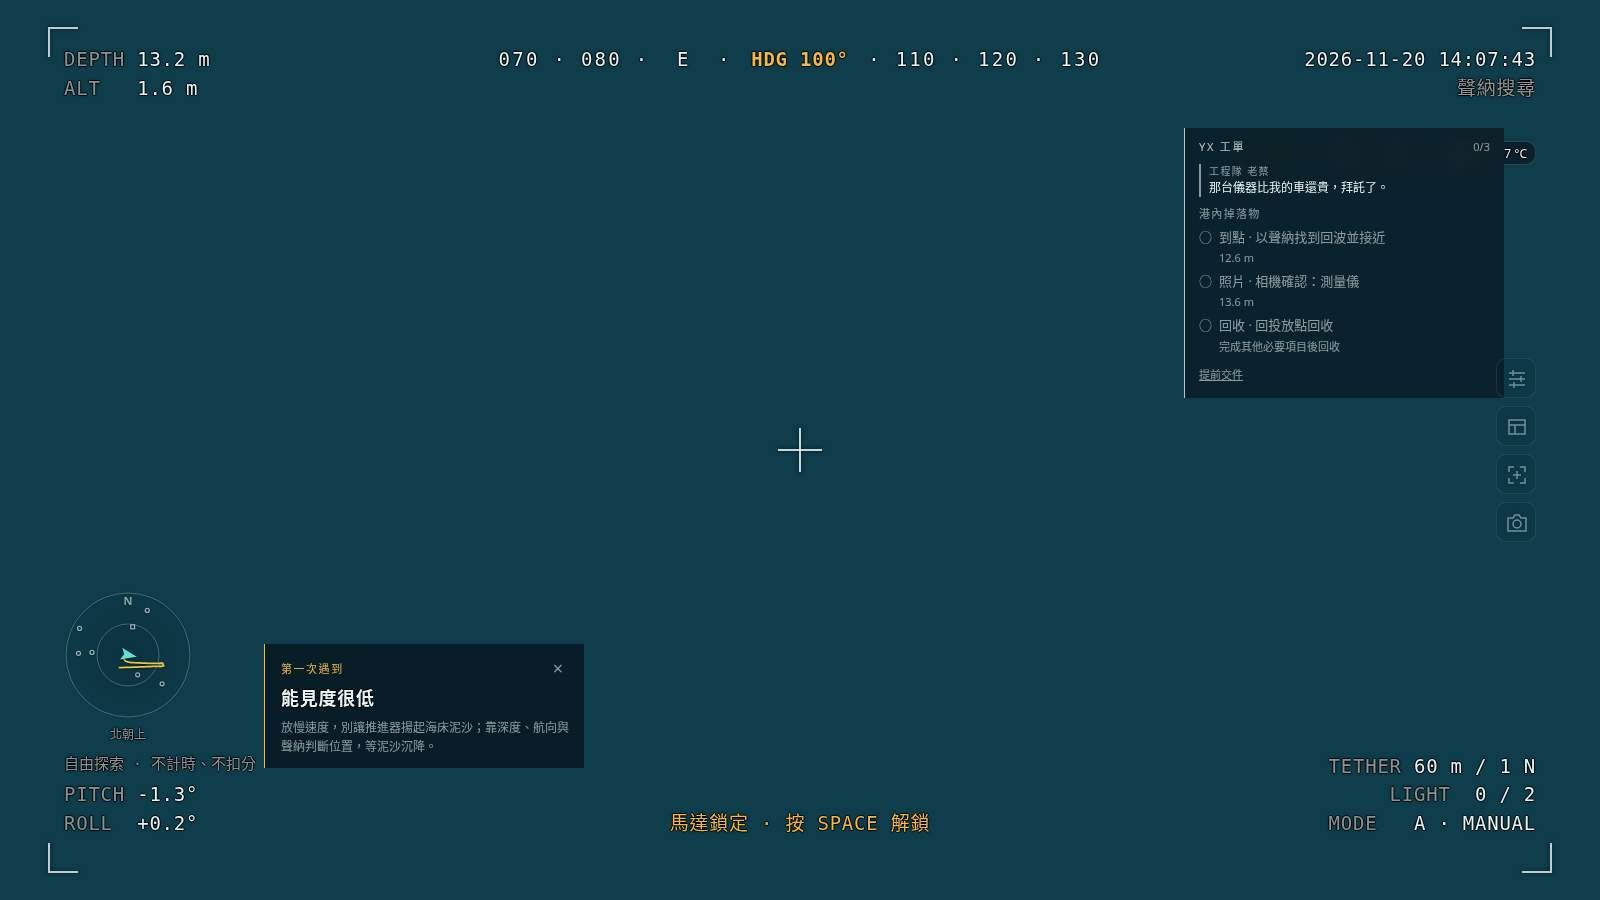 DEPTH 13.2 m
ALT 1.6 m
070 · 080 · E · HDG 100° · 110 · 120 · 130
2026-11-20 14:07:43
聲納搜尋
7 °C
YX 工單 0/3
工程隊 老蔡
那台儀器比我的車還貴，拜託了。
港內掉落物
到點 · 以聲納找到回波並接近
12.6 m
照片 · 相機確認：測量儀
13.6 m
回收 · 回投放點回收
完成其他必要項目後回收
提前交件
N
北朝上
自由探索 · 不計時、不扣分
PITCH -1.3°
ROLL +0.2°
第一次遇到
能見度很低
放慢速度，別讓推進器揚起海床泥沙；靠深度、航向與
聲納判斷位置，等泥沙沉降。
馬達鎖定 · 按 SPACE 解鎖
TETHER 60 m / 1 N
LIGHT 0 / 2
MODE A · MANUAL